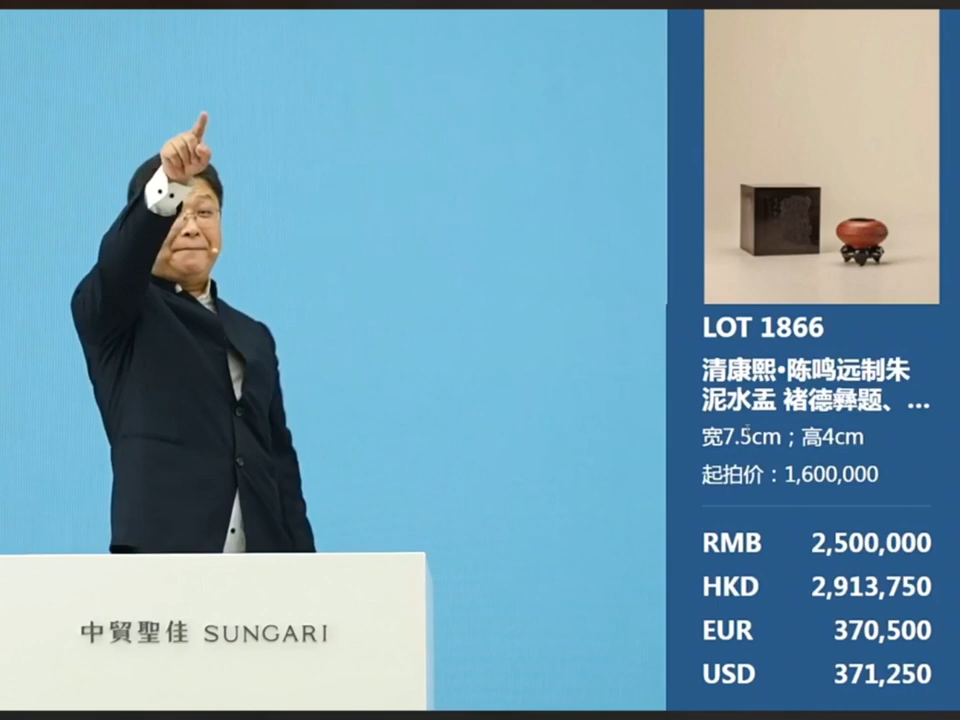 中貿聖佳 SUNGARI
LOT 1866
清康熙·陈鸣远制朱
泥水盂 褚德彝题、...
宽7.5cm；高4cm
起拍价：1,600,000
RMB 2,500,000
HKD 2,913,750
EUR 370,500
USD 371,250